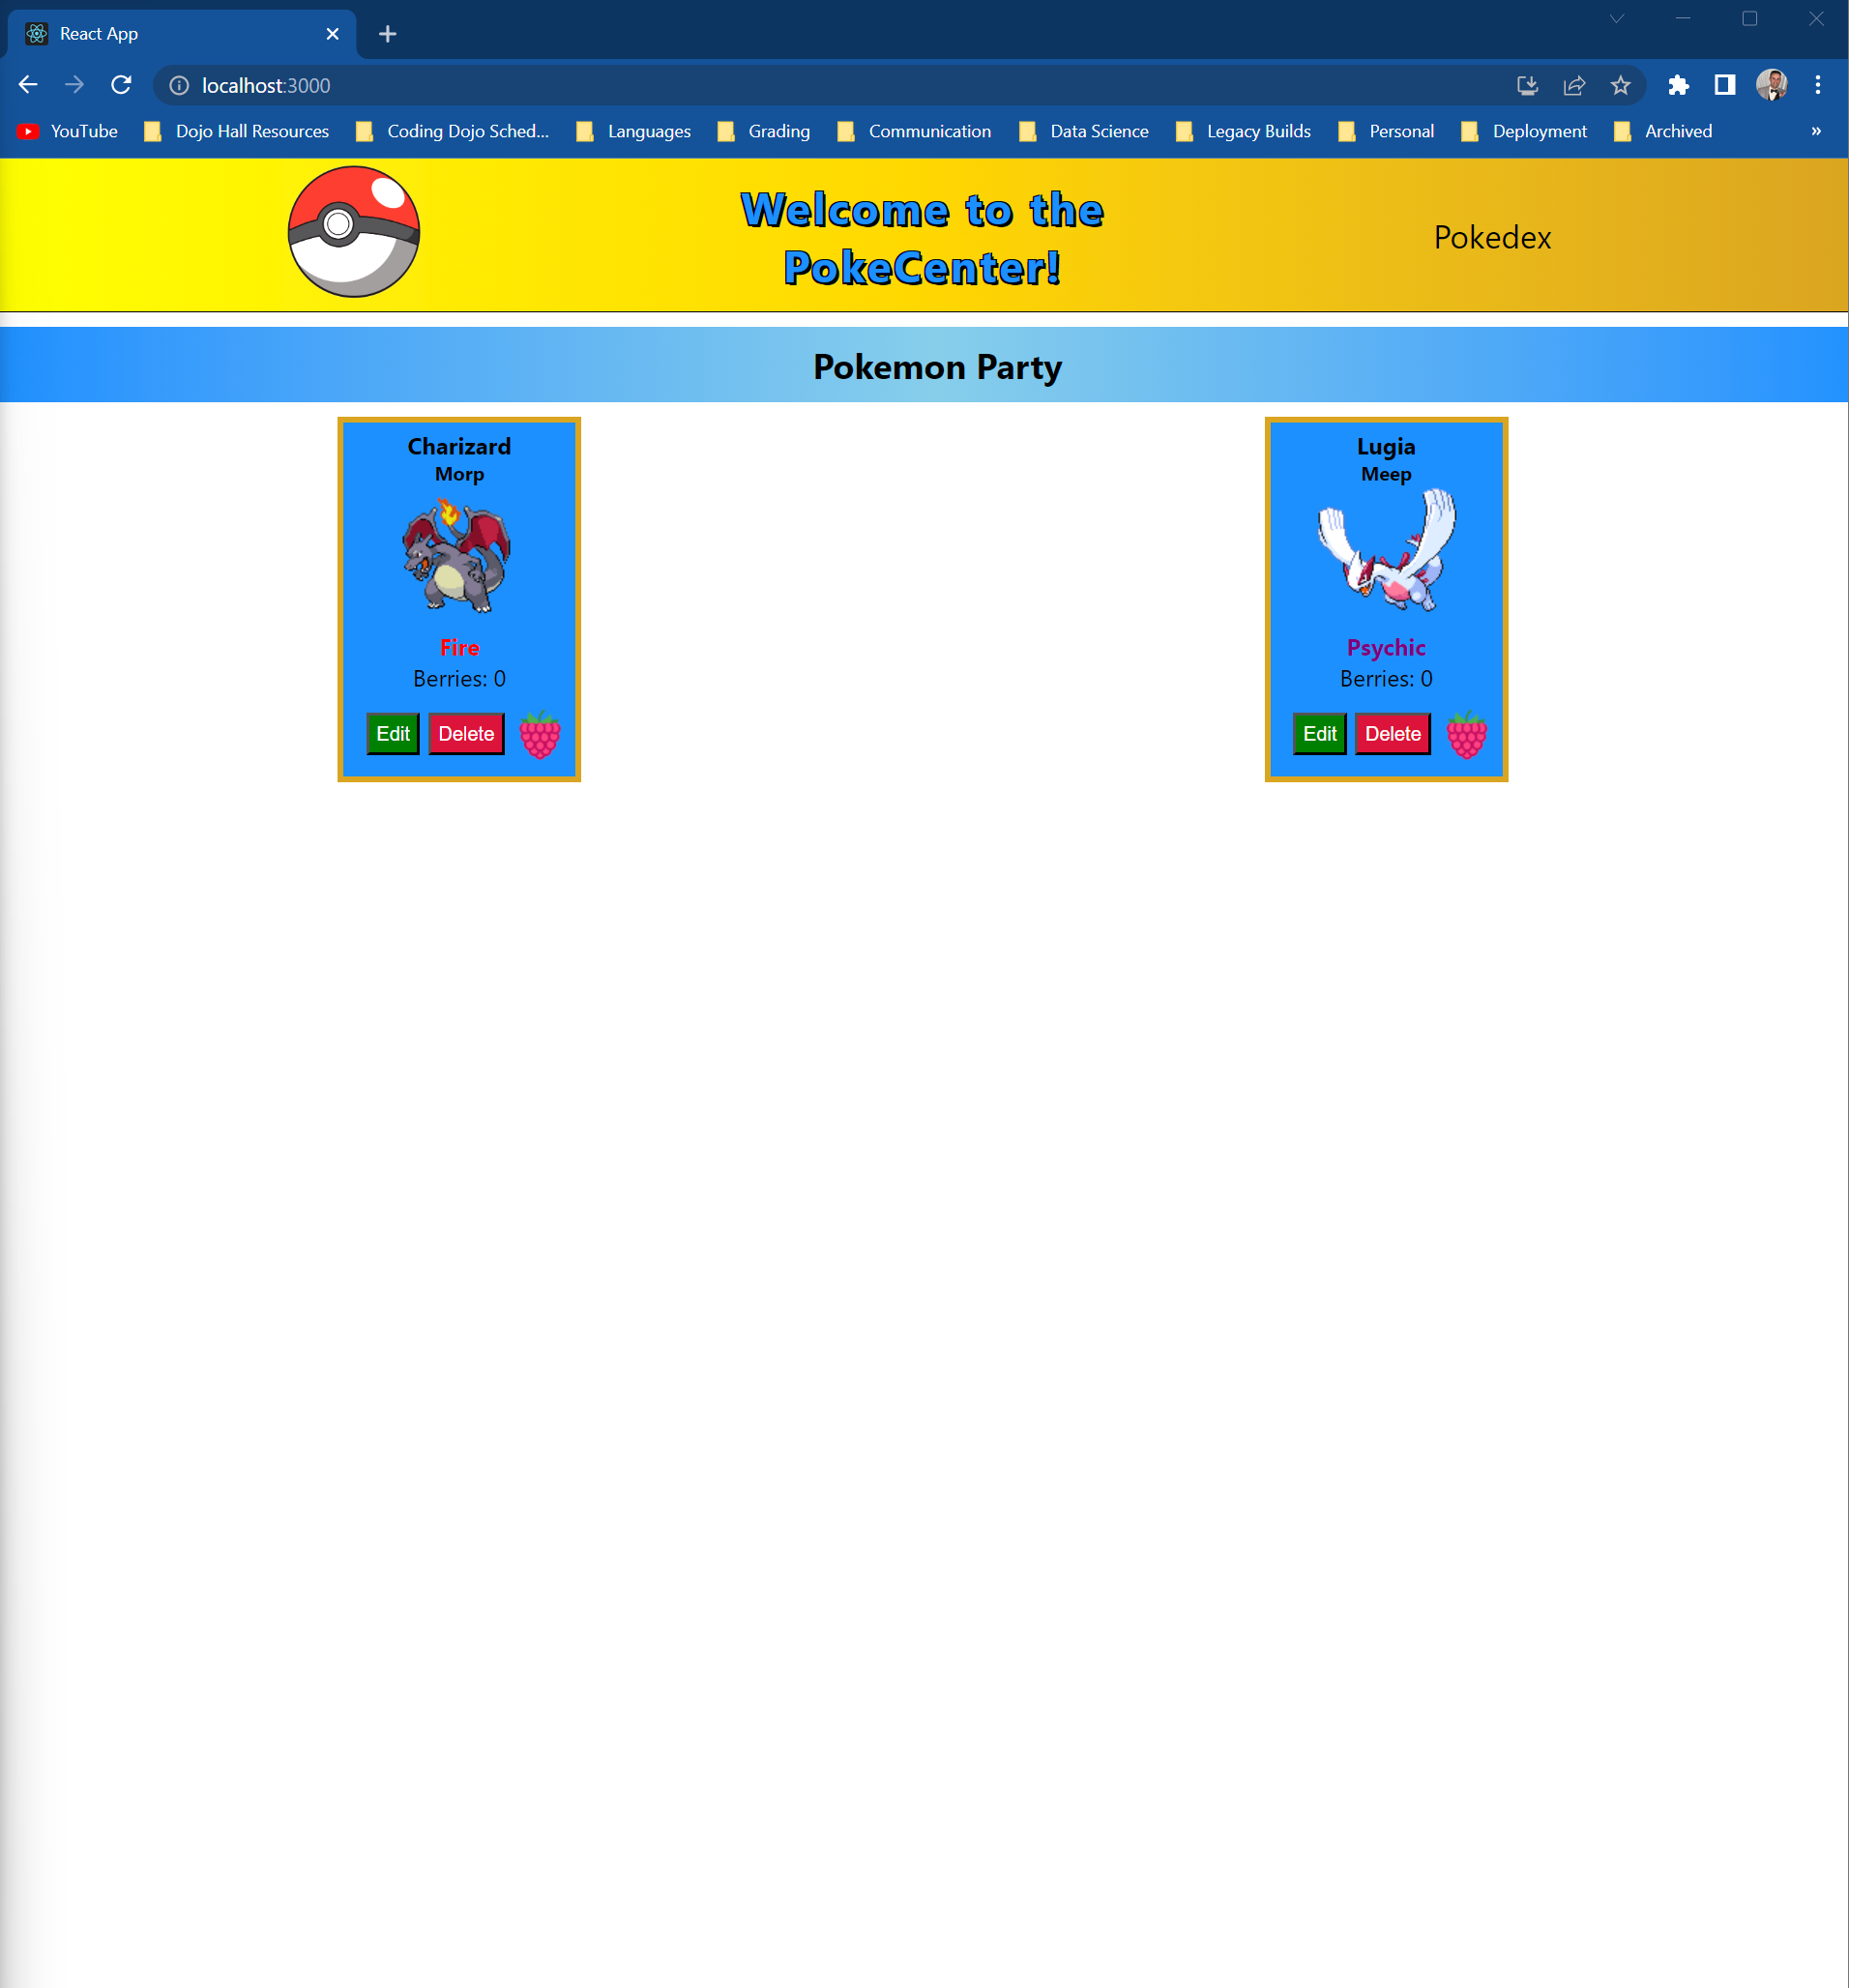 React App
localhost:3000
YouTube Dojo Hall Resources Coding Dojo Sched... Languages Grading Communication Data Science Legacy Builds Personal Deployment Archived »
Welcome to the
PokeCenter!
Pokedex
Pokemon Party
Charizard
Morp
Fire
Berries: 0
Edit Delete
Lugia
Meep
Psychic
Berries: 0
Edit Delete